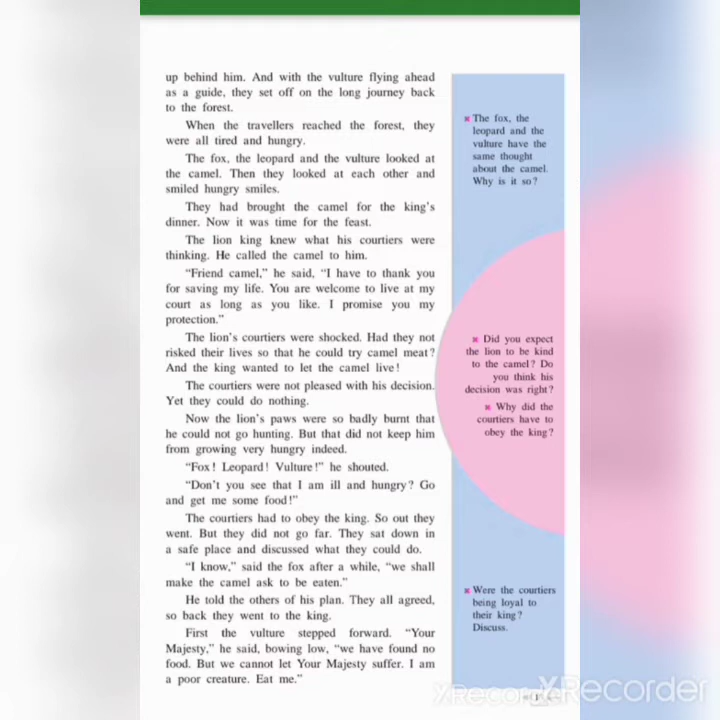 up behind him. And with the vulture flying ahead
as a guide, they set off on the long journey back
to the forest.
When the travellers reached the forest, they
were all tired and hungry.
The fox, the leopard and the vulture looked at
the camel. Then they looked at each other and
smiled hungry smiles.
They had brought the camel for the king's
dinner. Now it was time for the feast.
The lion king knew what his courtiers were
thinking. He called the camel to him.
"Friend camel," he said, "I have to thank you
for saving my life. You are welcome to live at my
court as long as you like. I promise you my
protection."
The lion's courtiers were shocked. Had they not
risked their lives so that he could try camel meat?
And the king wanted to let the camel live!
The courtiers were not pleased with his decision.
Yet they could do nothing.
Now the lion's paws were so badly burnt that
he could not go hunting. But that did not keep him
from growing very hungry indeed.
"Fox! Leopard! Vulture!" he shouted.
"Don't you see that I am ill and hungry? Go
and get me some food!"
The courtiers had to obey the king. So out they
went. But they did not go far. They sat down in
a safe place and discussed what they could do.
"I know," said the fox after a while, "we shall
make the camel ask to be eaten."
He told the others of his plan. They all agreed,
so back they went to the king.
First the vulture stepped forward. "Your
Majesty," he said, bowing low, "we have found no
food. But we cannot let Your Majesty suffer. I am
a poor creature. Eat me."
The fox, the
leopard and the
vulture have the
same thought
about the camel.
Why is it so?
Did you expect
the lion to be kind
to the camel? Do
you think his
decision was right?
Why did the
courtiers have to
obey the king?
Were the courtiers
being loyal to
their king?
Discuss.
XRecorder
XRecorder